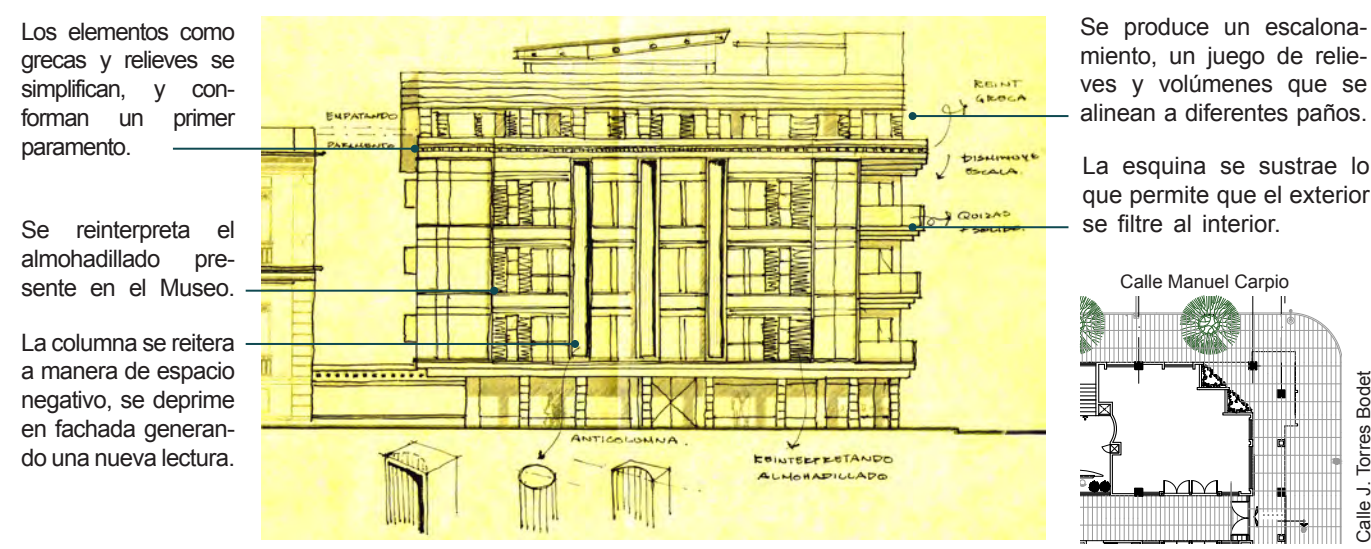 Los elementos como
grecas y relieves se
simplifican, y con-
forman un primer
paramento.
Se reinterpreta el
almohadillado pre-
sente en el Museo.
La columna se reitera
a manera de espacio
negativo, se deprime
en fachada generan-
do una nueva lectura.
EMPATANDO
PARAMENTO
REINT
GRECA
DISMINUYE
ESCALA.
QUIZAS
+ SOLIDO.
ANTICOLUMNA.
REINTERPRETANDO
ALMOHADILLADO
Se produce un escalona-
miento, un juego de relie-
ves y volúmenes que se
alinean a diferentes paños.
La esquina se sustrae lo
que permite que el exterior
se filtre al interior.
Calle Manuel Carpio
Calle J. Torres Bodet